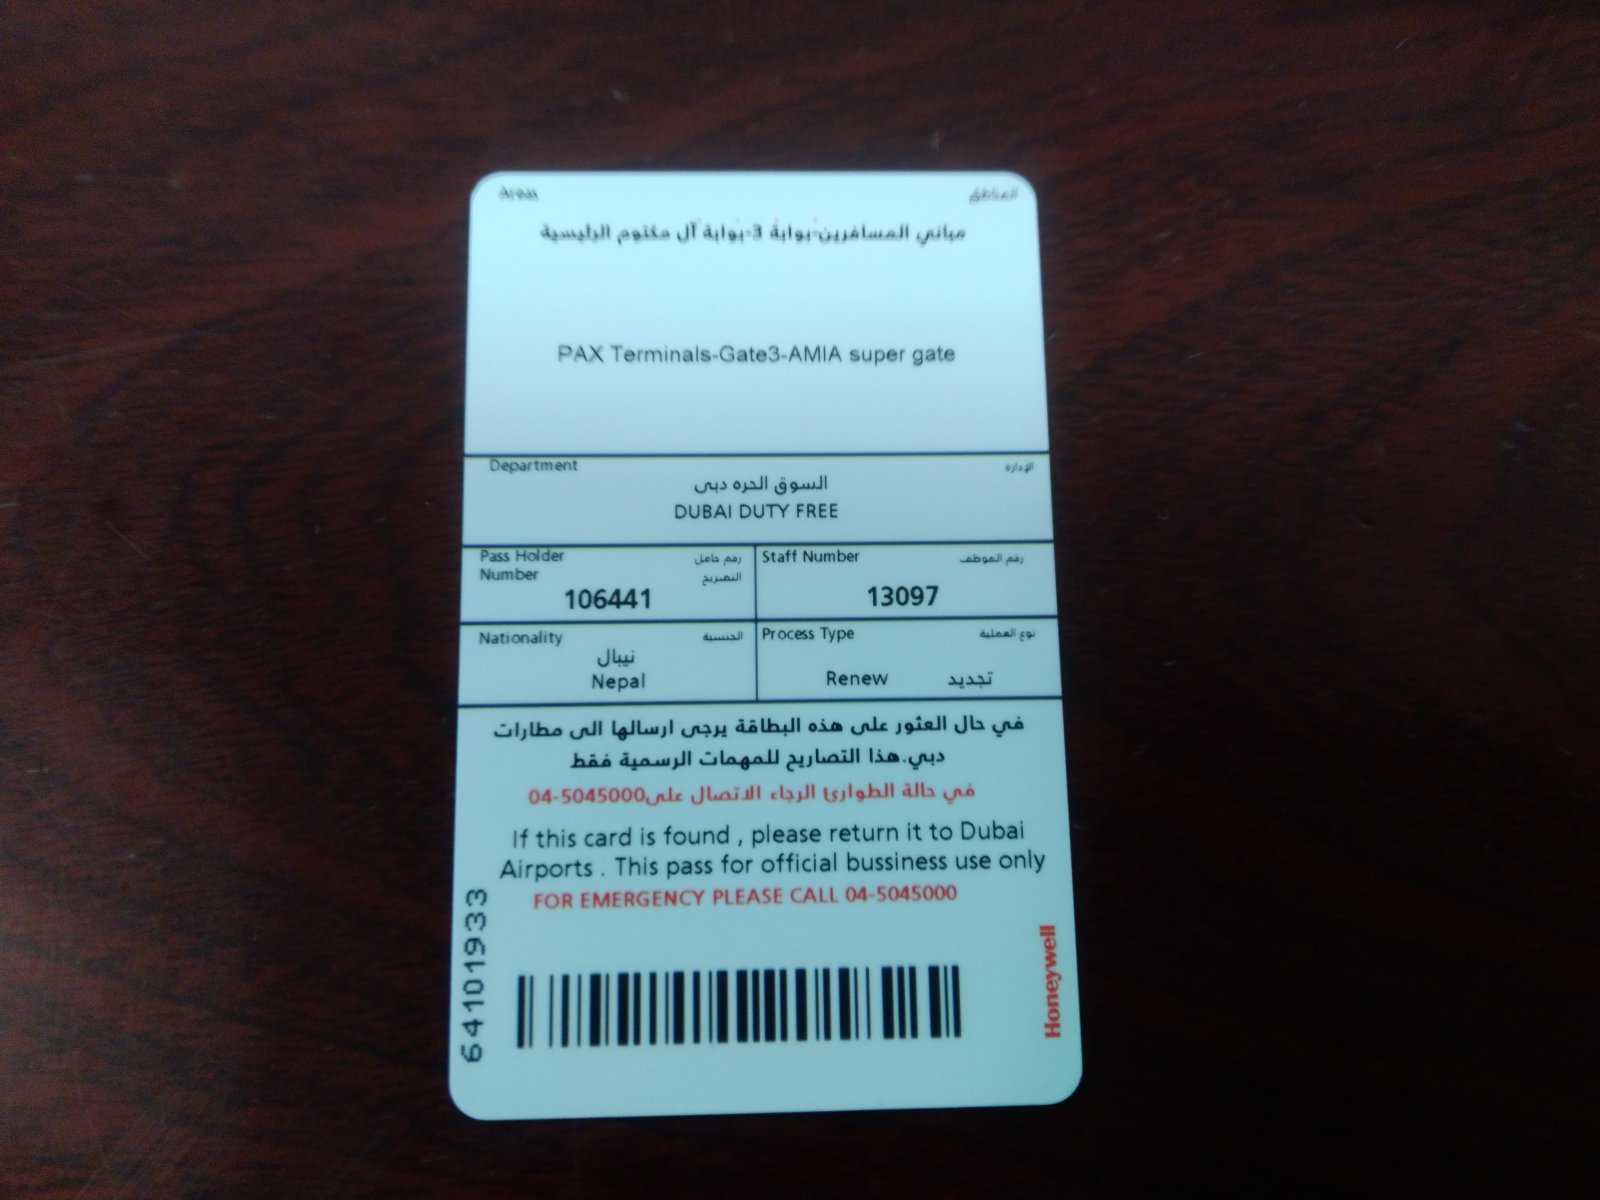 Areas المناطق
مباني المسافرين-بوابة 3-بوابة آل مكتوم الرئيسية
PAX Terminals-Gate3-AMIA super gate
Department الإدارة
السوق الحره دبى
DUBAI DUTY FREE
Pass Holder Number رقم حامل التصريح
106441
Staff Number رقم الموظف
13097
Nationality الجنسية
نيبال
Nepal
Process Type نوع العملية
Renew تجديد
في حال العثور على هذه البطاقة يرجى ارسالها الى مطارات
دبي.هذا التصاريح للمهمات الرسمية فقط
في حالة الطوارئ الرجاء الاتصال على04-5045000
If this card is found , please return it to Dubai
Airports . This pass for official bussiness use only
FOR EMERGENCY PLEASE CALL 04-5045000
64101933
Honeywell